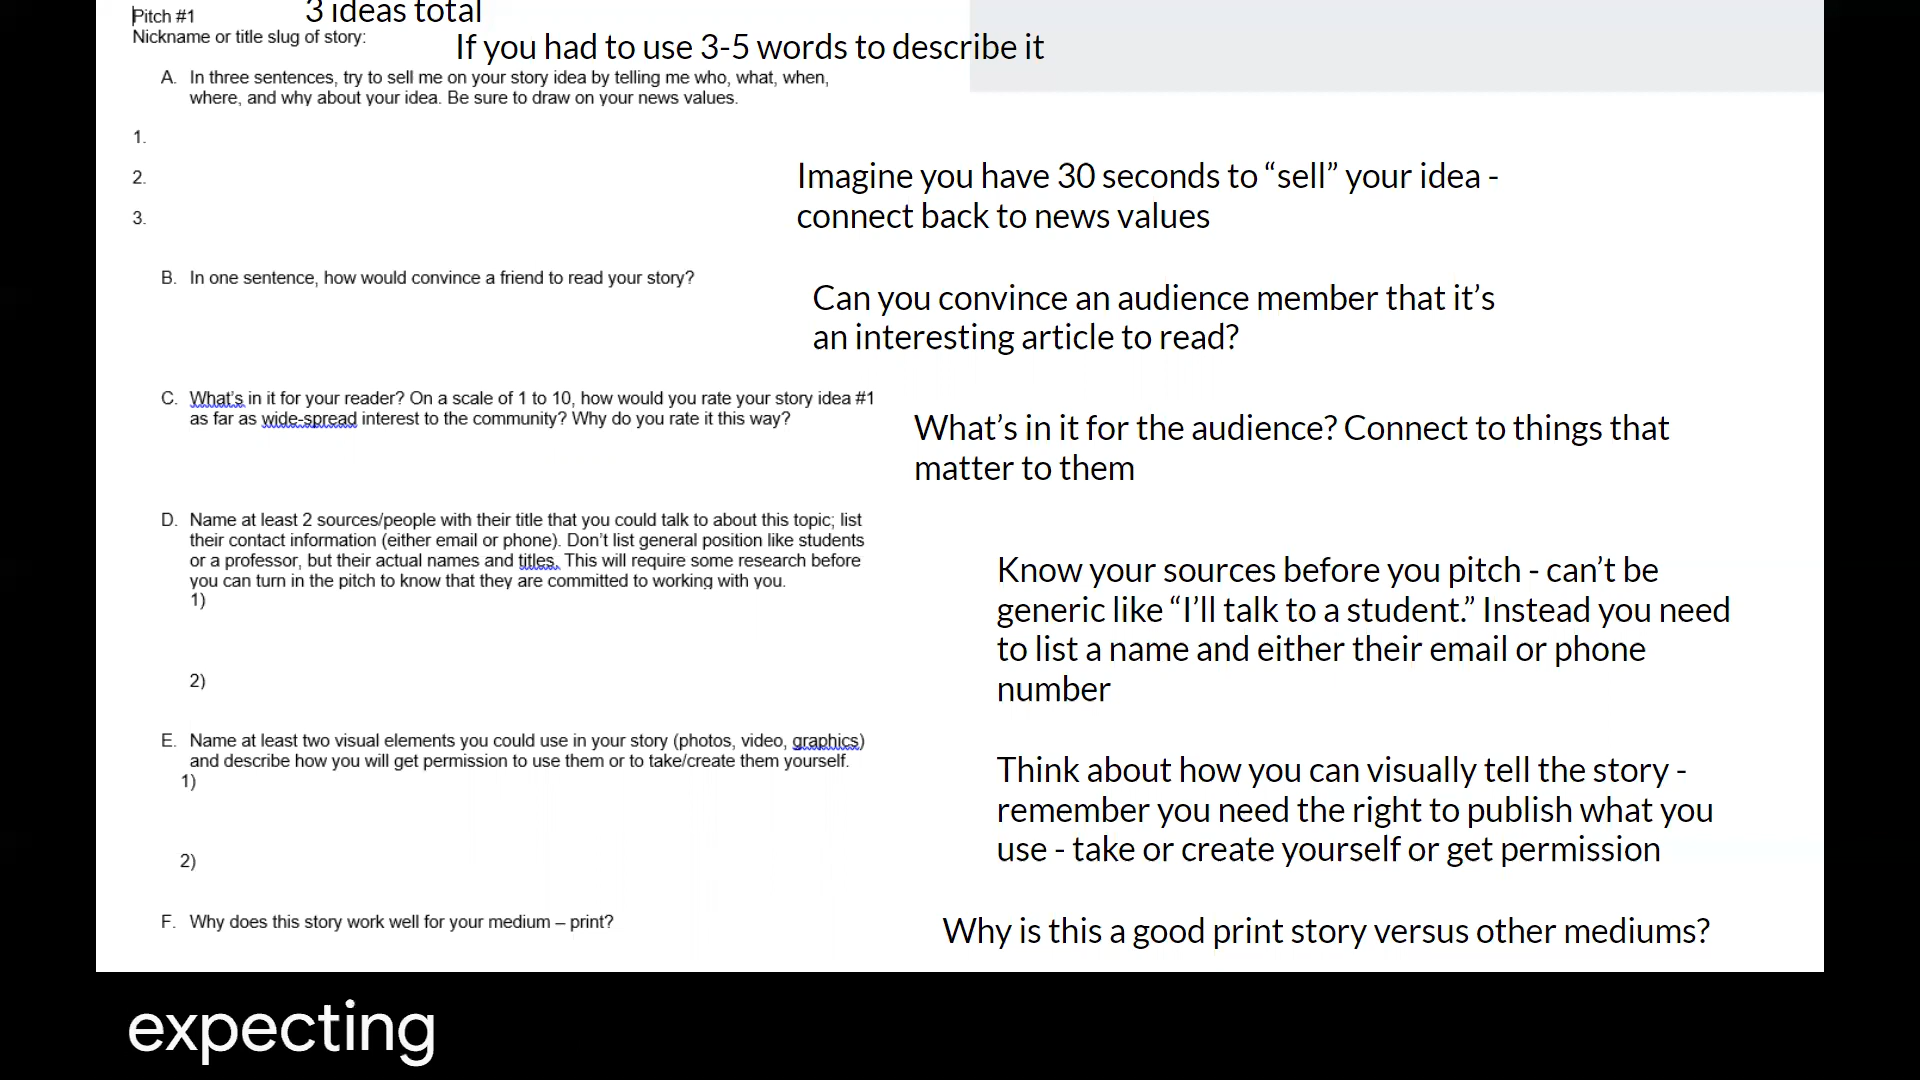 3 ideas total
Pitch #1
Nickname or title slug of story:
If you had to use 3-5 words to describe it
A. In three sentences, try to sell me on your story idea by telling me who, what, when,
where, and why about your idea. Be sure to draw on your news values.
1.
2.
3.
Imagine you have 30 seconds to “sell” your idea -
connect back to news values
B. In one sentence, how would convince a friend to read your story?
Can you convince an audience member that it’s
an interesting article to read?
C. What’s in it for your reader? On a scale of 1 to 10, how would you rate your story idea #1
as far as wide-spread interest to the community? Why do you rate it this way?
What’s in it for the audience? Connect to things that
matter to them
D. Name at least 2 sources/people with their title that you could talk to about this topic; list
their contact information (either email or phone). Don’t list general position like students
or a professor, but their actual names and titles. This will require some research before
you can turn in the pitch to know that they are committed to working with you.
1)
2)
Know your sources before you pitch - can’t be
generic like “I’ll talk to a student.” Instead you need
to list a name and either their email or phone
number
E. Name at least two visual elements you could use in your story (photos, video, graphics)
and describe how you will get permission to use them or to take/create them yourself.
1)
2)
Think about how you can visually tell the story -
remember you need the right to publish what you
use - take or create yourself or get permission
F. Why does this story work well for your medium – print?
Why is this a good print story versus other mediums?
expecting